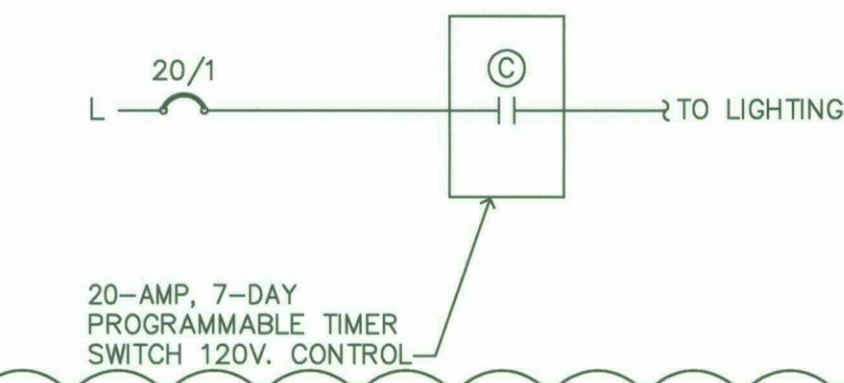 20/1
C
L
TO LIGHTING
20-AMP, 7-DAY
PROGRAMMABLE TIMER
SWITCH 120V. CONTROL